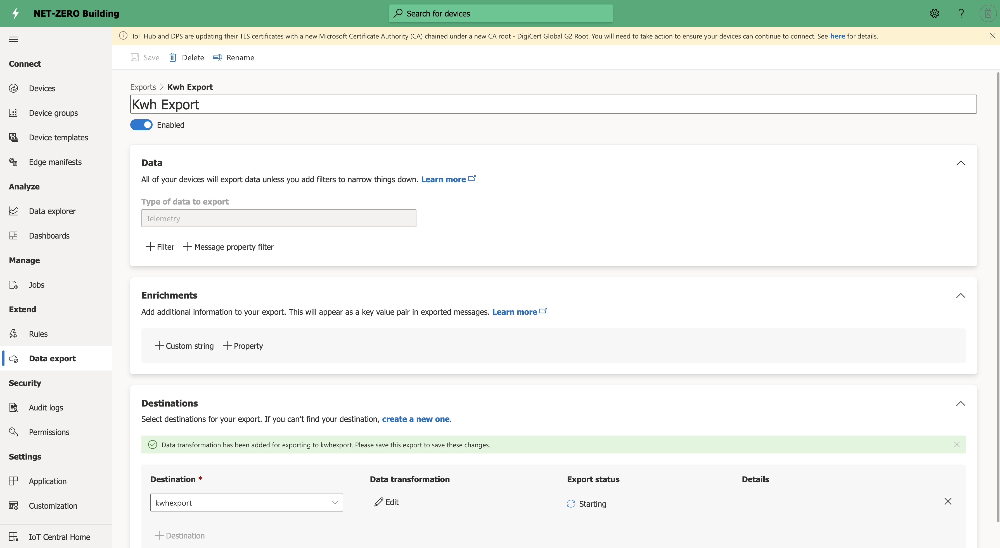 NET-ZERO Building
Search for devices
IoT Hub and DPS are updating their TLS certificates with a new Microsoft Certificate Authority (CA) chained under a new CA root - DigiCert Global G2 Root. You will need to take action to ensure your devices can continue to connect. See here for details.
Save
Delete
Rename
Connect
Devices
Device groups
Device templates
Edge manifests
Analyze
Data explorer
Dashboards
Manage
Jobs
Extend
Rules
Data export
Security
Audit logs
Permissions
Settings
Application
Customization
IoT Central Home
Exports > Kwh Export
Kwh Export
Enabled
Data
All of your devices will export data unless you add filters to narrow things down. Learn more
Type of data to export
Telemetry
Filter
Message property filter
Enrichments
Add additional information to your export. This will appear as a key value pair in exported messages. Learn more
Custom string
Property
Destinations
Select destinations for your export. If you can’t find your destination, create a new one.
Data transformation has been added for exporting to kwhexport. Please save this export to save these changes.
Destination * Data transformation Export status Details
kwhexport Edit Starting
Destination